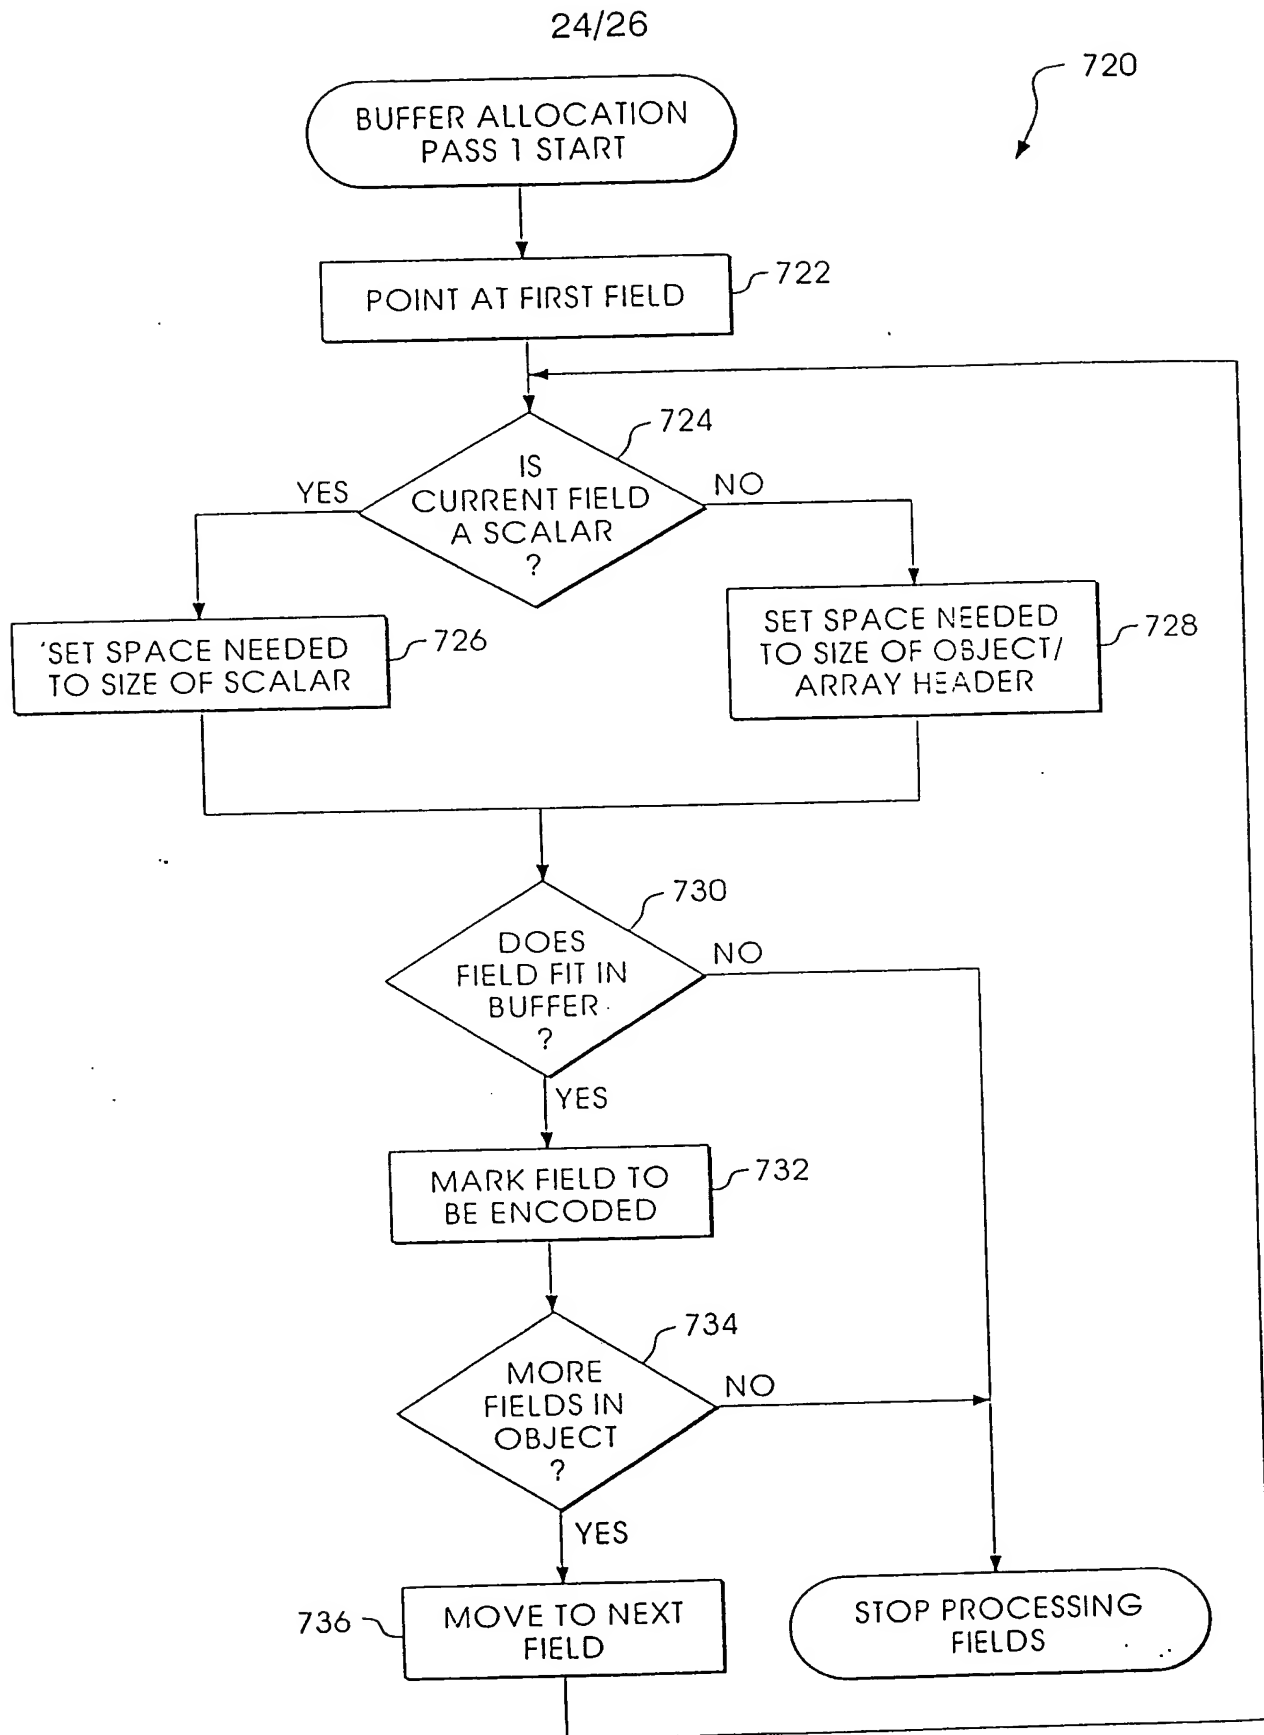 24/26
720
BUFFER ALLOCATION
PASS 1 START
POINT AT FIRST FIELD
722
724
IS
CURRENT FIELD
A SCALAR
?
YES
NO
SET SPACE NEEDED
TO SIZE OF SCALAR
726
SET SPACE NEEDED
TO SIZE OF OBJECT/
ARRAY HEADER
728
730
DOES
FIELD FIT IN
BUFFER
?
NO
YES
MARK FIELD TO
BE ENCODED
732
734
MORE
FIELDS IN
OBJECT
?
NO
YES
736
MOVE TO NEXT
FIELD
STOP PROCESSING
FIELDS